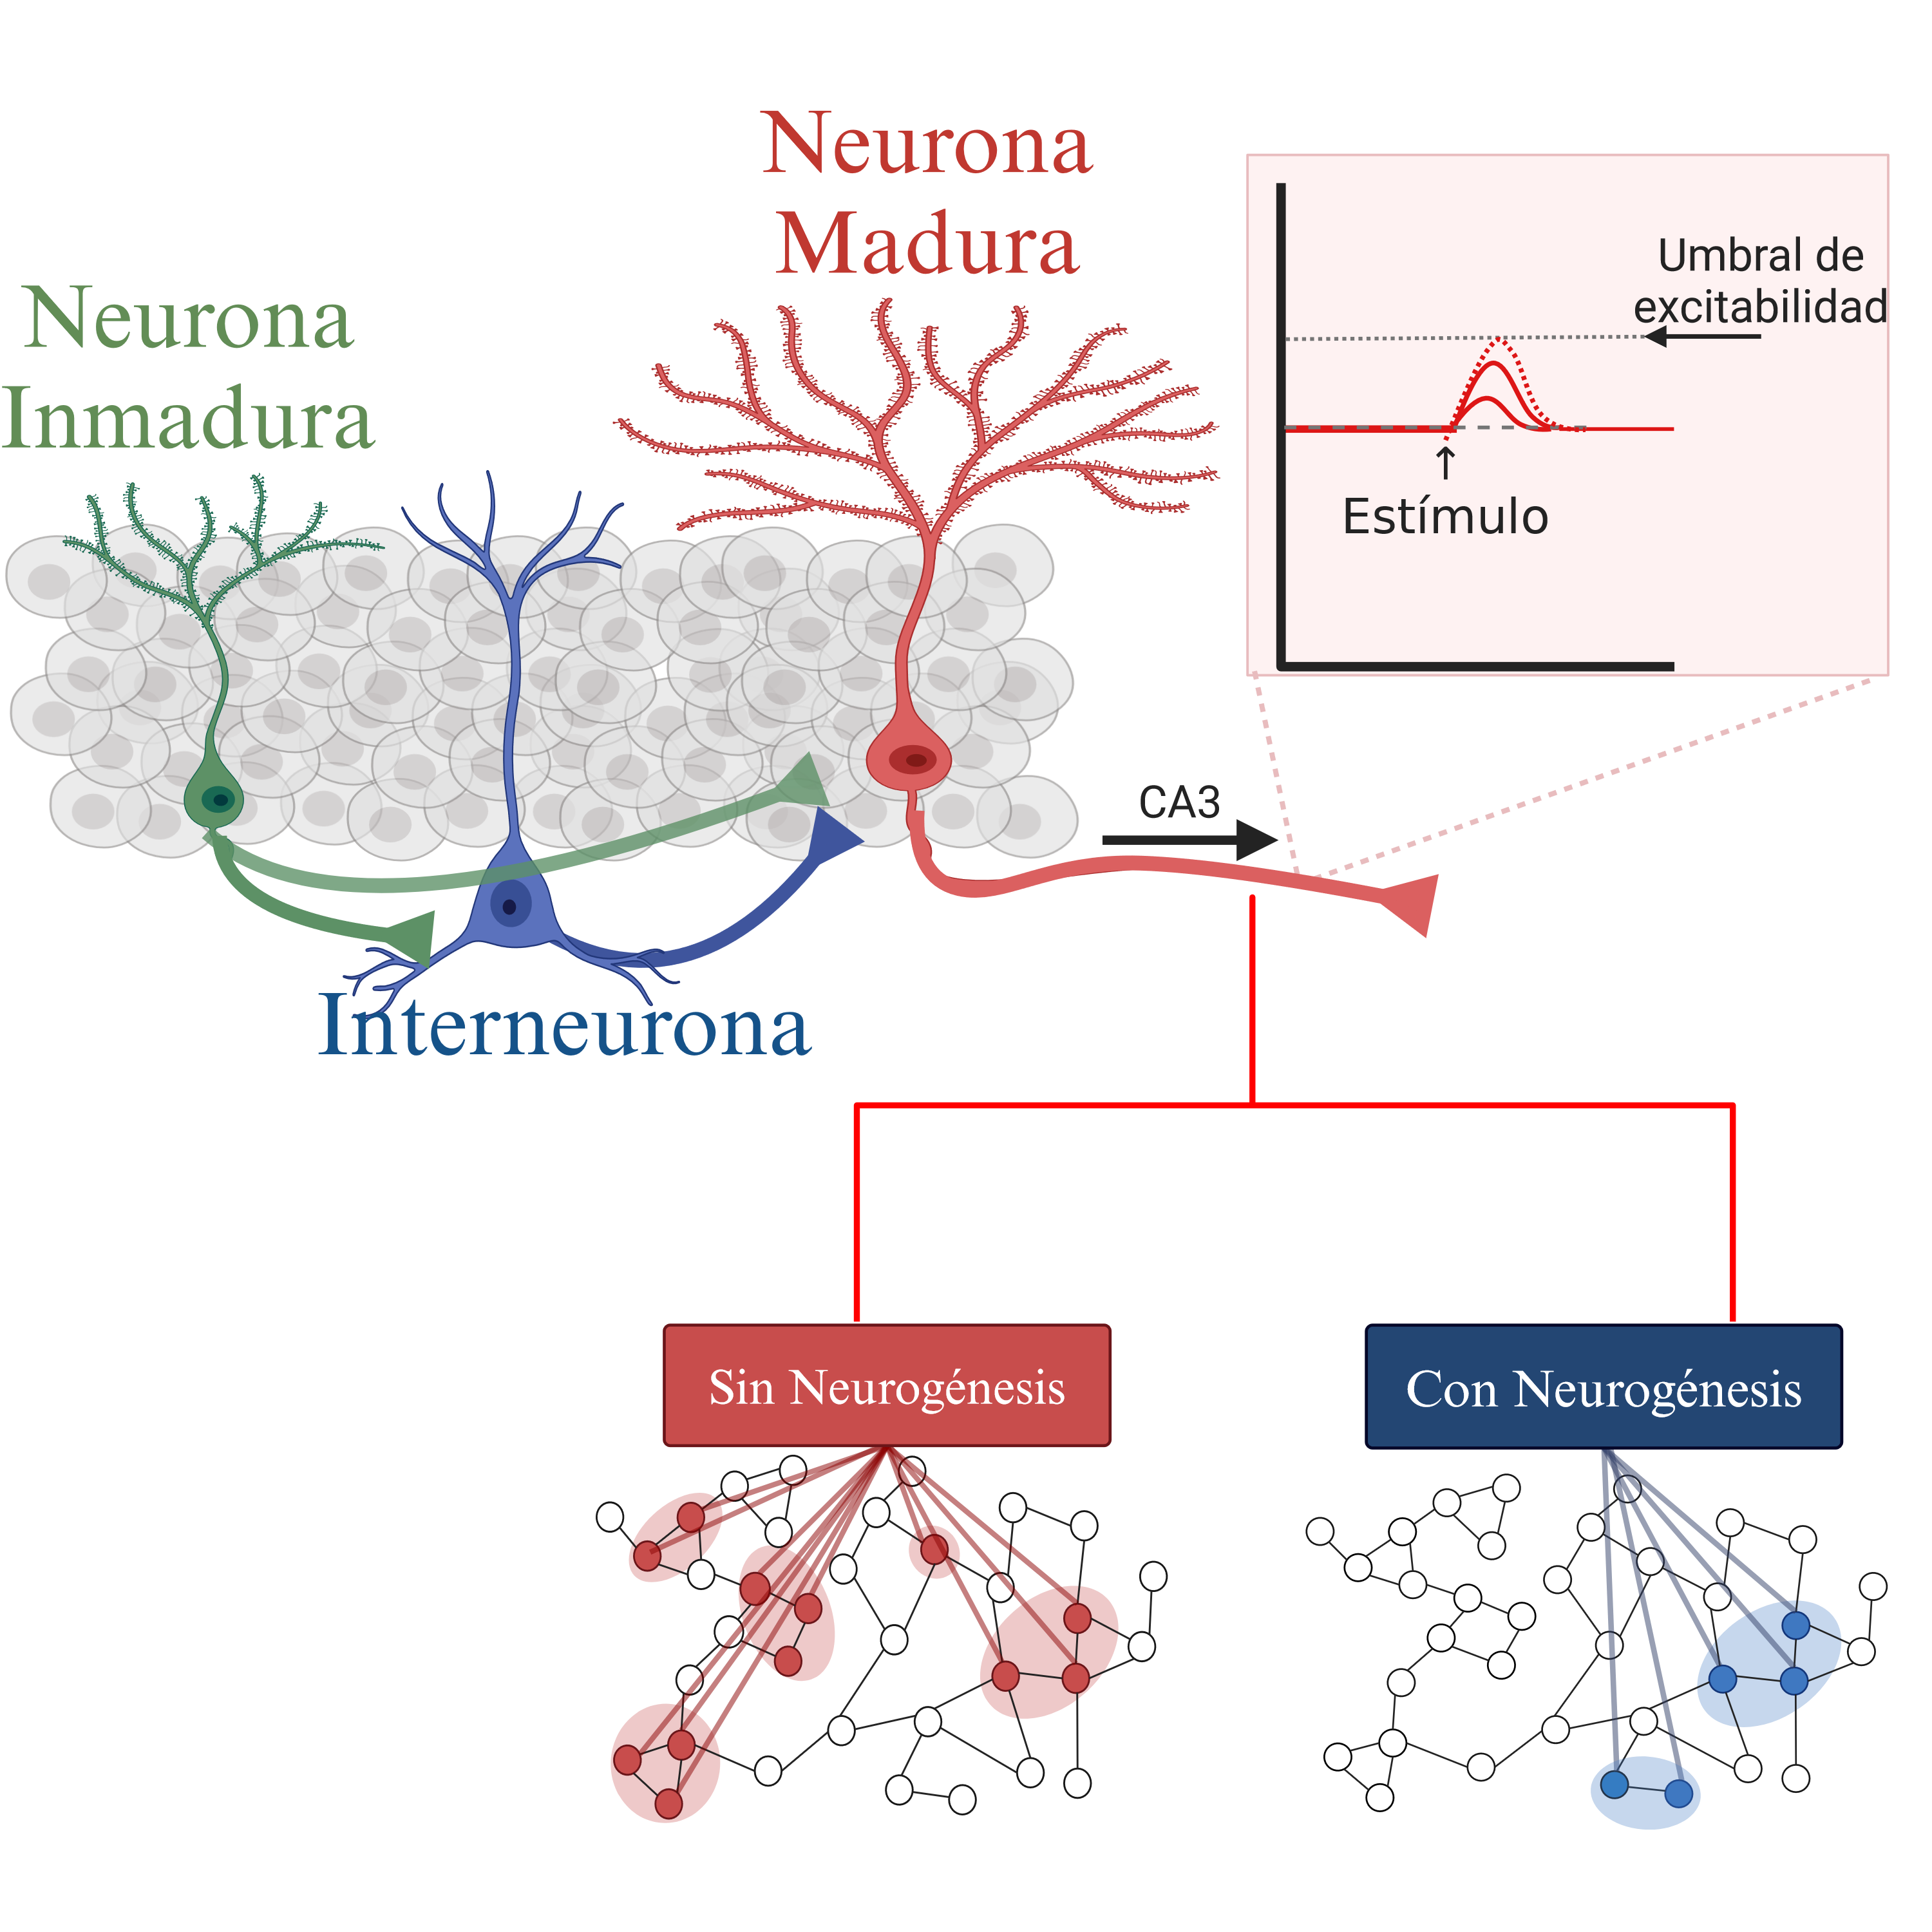 Neurona
Madura
Neurona
Inmadura
Umbral de
excitabilidad
Estímulo
CA3
Interneurona
Sin Neurogénesis
Con Neurogénesis